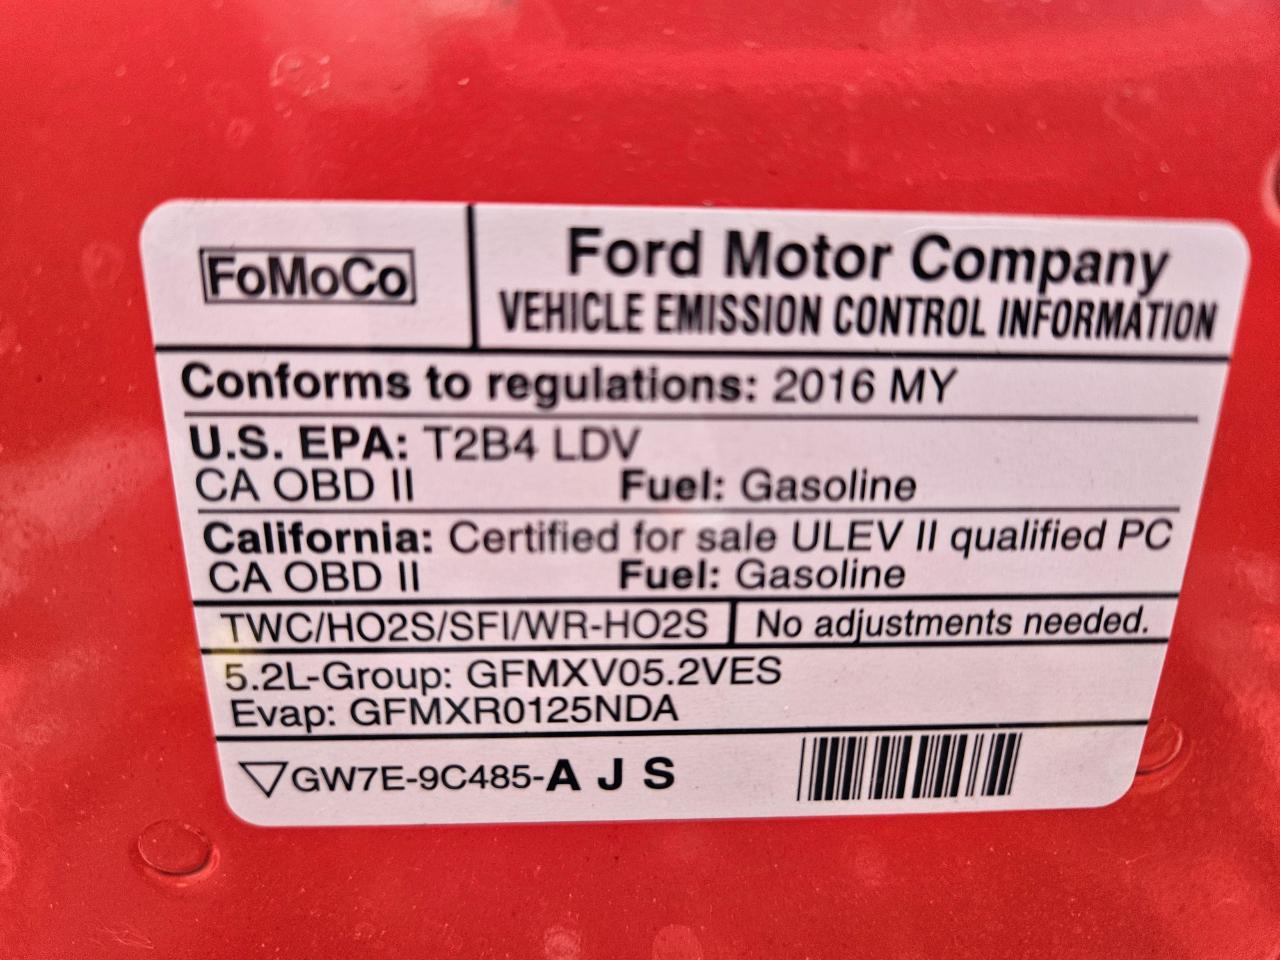 FoMoCo
Ford Motor Company
VEHICLE EMISSION CONTROL INFORMATION
Conforms to regulations: 2016 MY
U.S. EPA: T2B4 LDV
CA OBD II Fuel: Gasoline
California: Certified for sale ULEV II qualified PC
CA OBD II Fuel: Gasoline
TWC/HO2S/SFI/WR-HO2S No adjustments needed.
5.2L-Group: GFMXV05.2VES
Evap: GFMXR0125NDA
GW7E-9C485-A J S